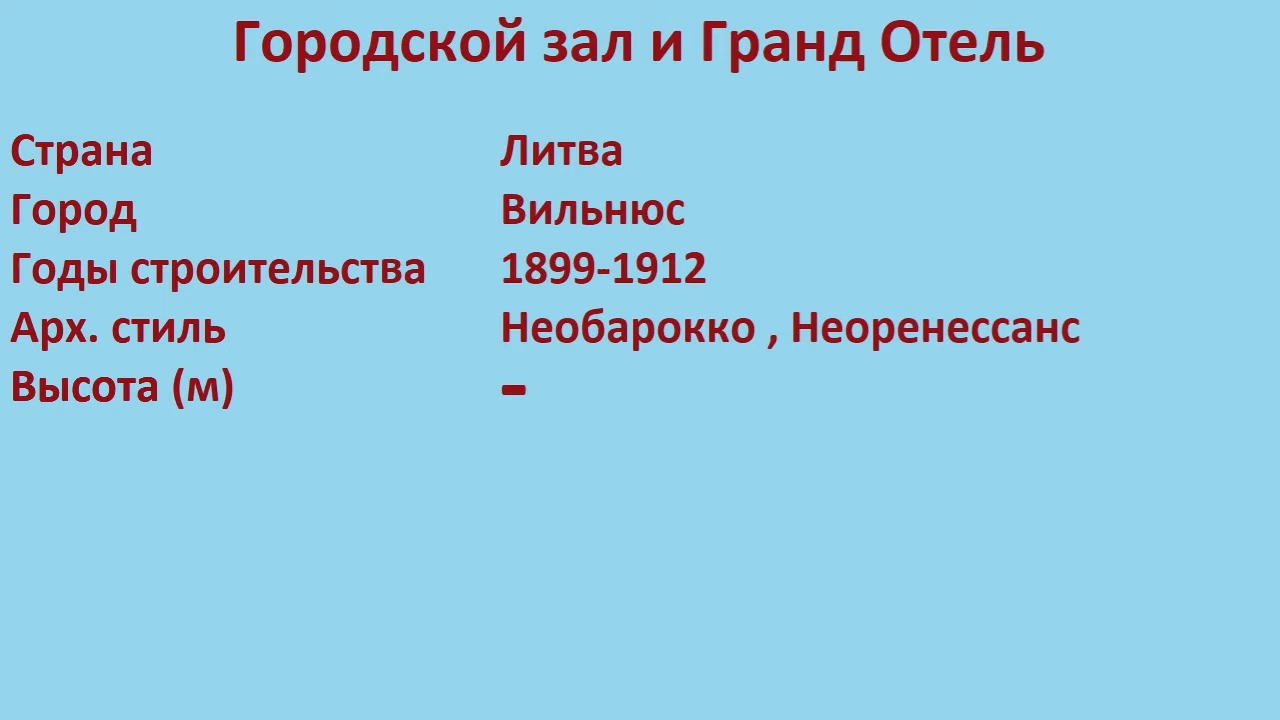 Городской зал и Гранд Отель
Страна Литва
Город Вильнюс
Годы строительства 1899-1912
Арх. стиль Необарокко , Неоренессанс
Высота (м) -